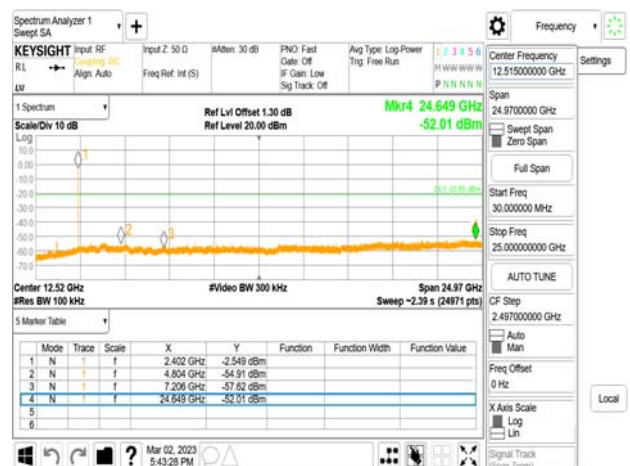 Spectrum Analyzer 1
Swept SA
Frequency
KEYSIGHT
RL
Input: RF
Coupling: DC
Align: Auto
Input Z: 50 Ω
Freq Ref: Int (S)
#Atten: 30 dB
PNO: Fast
Gate: Off
IF Gain: Low
Sig Track: Off
Avg Type: Log-Power
Trig: Free Run
1 2 3 4 5 6
M W W W W W
P N N N N N
1 Spectrum
Scale/Div 10 dB
Log
Ref Lvl Offset 1.30 dB
Ref Level 20.00 dBm
Mkr4 24.649 GHz
-52.01 dBm
10.0
0.00
-10.0
-20.0
-30.0
-40.0
-50.0
-60.0
-70.0
1
2
3
Center 12.52 GHz
#Res BW 100 kHz
#Video BW 300 kHz
Span 24.97 GHz
Sweep ~2.39 s (24971 pts)
5 Marker Table
Mode Trace Scale X Y Function Function Width Function Value
1 N 1 f 2.402 GHz -2.549 dBm
2 N 1 f 4.804 GHz -54.91 dBm
3 N 1 f 7.206 GHz -57.62 dBm
4 N 1 f 24.649 GHz -52.01 dBm
5
6
Mar 02, 2023
5:43:28 PM
Center Frequency
12.515000000 GHz
Settings
Span
24.9700000 GHz
Swept Span
Zero Span
Full Span
Start Freq
30.000000 MHz
Stop Freq
25.000000000 GHz
AUTO TUNE
CF Step
2.497000000 GHz
Auto
Man
Freq Offset
0 Hz
Local
X Axis Scale
Log
Lin
Signal Track